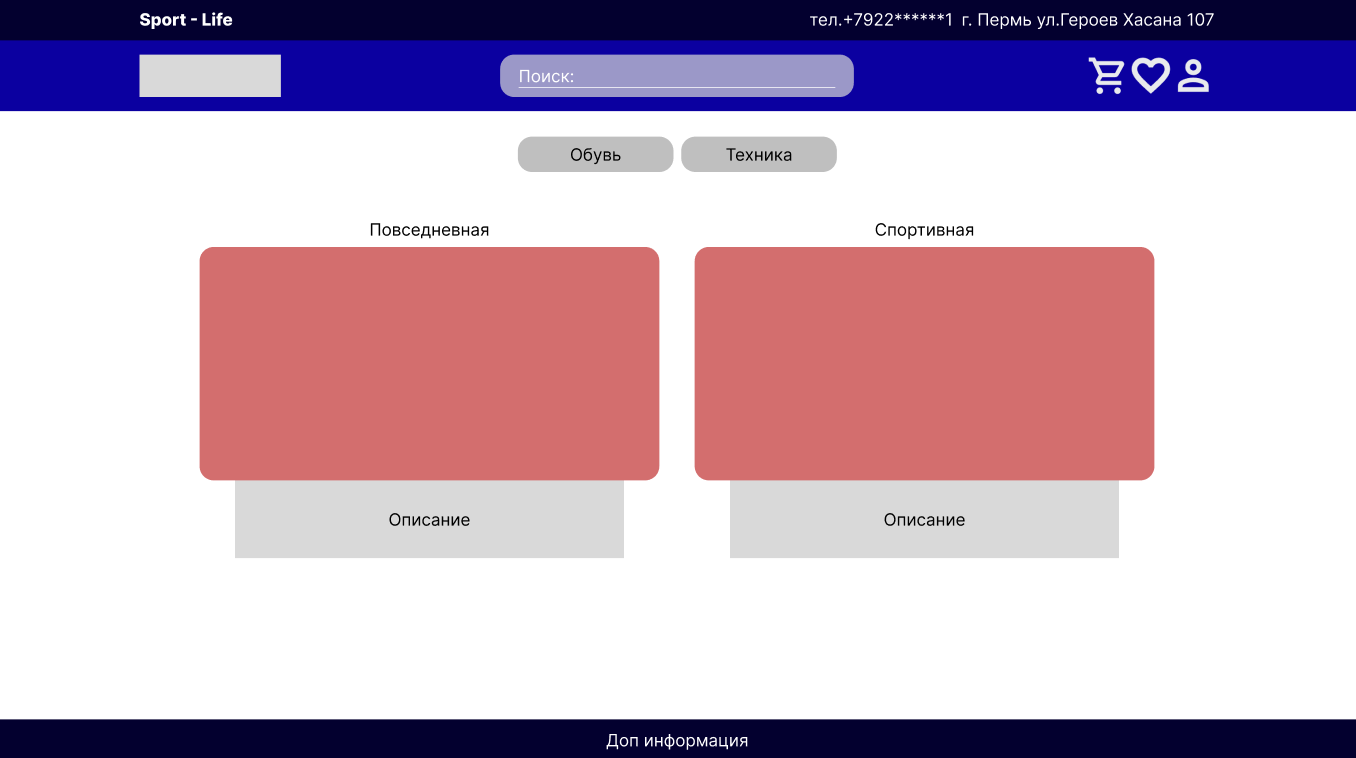 Sport - Life
тел.+7922******1 г. Пермь ул.Героев Хасана 107
Поиск:
Обувь
Техника
Повседневная
Спортивная
Описание
Описание
Доп информация